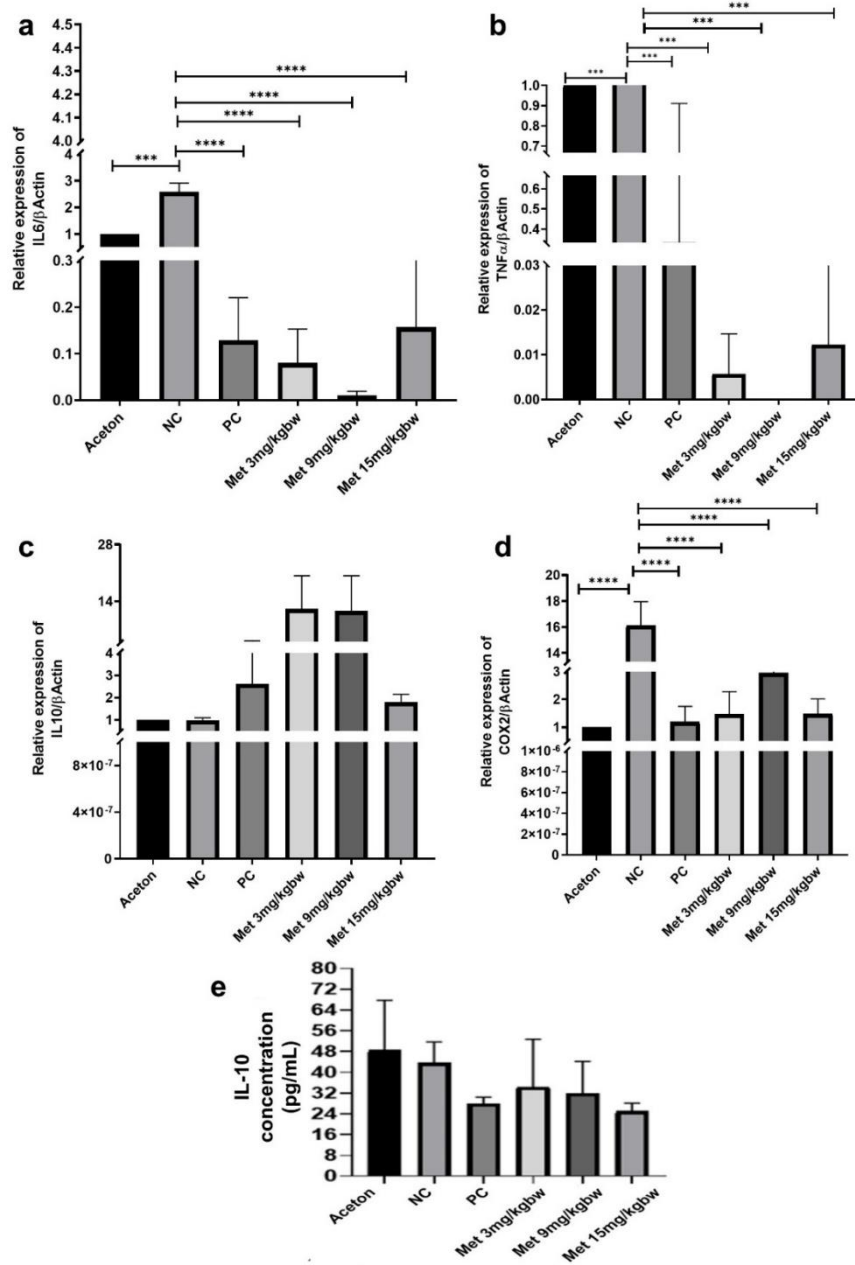 a
Relative expression of
IL6/βActin
4.5
4.4
4.3
4.2
4.1
4.0
4
3
2
1
0.3
0.2
0.1
0.0
***
****
****
****
****
Aceton
NC
PC
Met 3mg/kgbw
Met 9mg/kgbw
Met 15mg/kgbw
b
Relative expression of
TNFα/βActin
1.0
0.9
0.8
0.7
0.6
0.5
0.4
0.03
0.02
0.01
0.00
***
***
***
***
***
Aceton
NC
PC
Met 3mg/kgbw
Met 9mg/kgbw
Met 15mg/kgbw
c
Relative expression of
IL10/βActin
28
14
4
3
2
1
8×10-7
4×10-7
0
Aceton
NC
PC
Met 3mg/kgbw
Met 9mg/kgbw
Met 15mg/kgbw
d
Relative expression of
COX2/βActin
20
18
16
14
3
2
1
1×10-6
8×10-7
6×10-7
4×10-7
2×10-7
0
****
****
****
****
****
Aceton
NC
PC
Met 3mg/kgbw
Met 9mg/kgbw
Met 15mg/kgbw
e
IL-10
concentration
(pg/mL)
80
72
64
56
48
40
32
24
16
8
0
Aceton
NC
PC
Met 3mg/kgbw
Met 9mg/kgbw
Met 15mg/kgbw